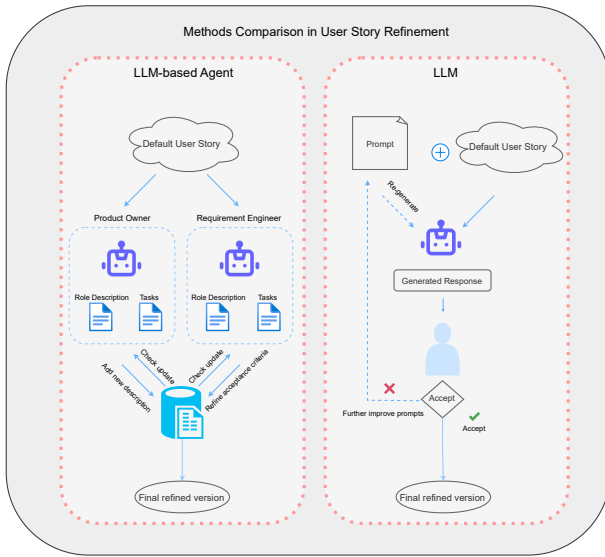 Methods Comparison in User Story Refinement
LLM-based Agent
Default User Story
Product Owner
Requirement Engineer
Role Description
Tasks
Role Description
Tasks
Add new description
Check update
Check update
Refine acceptance criteria
Final refined version
LLM
Prompt
Default User Story
Re-generate
Generated Response
Accept
Further improve prompts
Accept
Final refined version